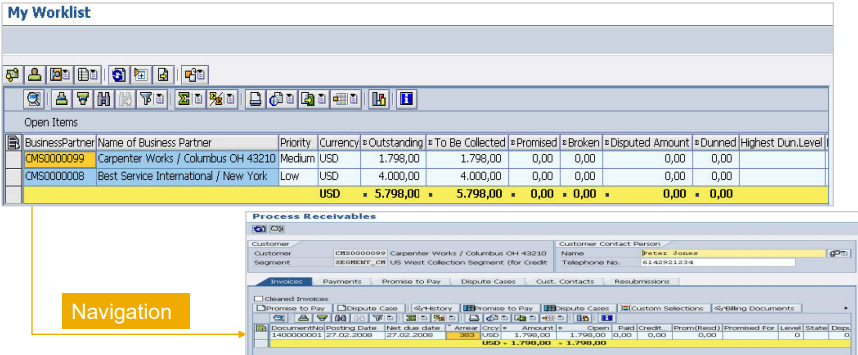 My Worklist
Open Items
BusinessPartner Name of Business Partner Priority Currency Outstanding To Be Collected Promised Broken Disputed Amount Dunned Highest Dun.Level
CMS0000099 Carpenter Works / Columbus OH 43210 Medium USD 1.798,00 1.798,00 0,00 0,00 0,00 0,00
CMS0000008 Best Service International / New York Low USD 4.000,00 4.000,00 0,00 0,00 0,00 0,00
USD 5.798,00 5.798,00 0,00 0,00 0,00 0,00
Process Receivables
Customer Customer Contact Person
Customer CMS0000099 Carpenter Works / Columbus OH 43210 Name Peter Jones
Segment SEGMENT_CM US West Collection Segment (for Credit Telephone No. 6142921234
Invoices Payments Promise to Pay Dispute Cases Cust. Contacts Resubmissions
Cleared Invoices
Navigation
Promise to Pay Dispute Case History Promise to Pay Dispute Cases Custom Selections Billing Documents
DocumentNo Posting Date Net due date Arrear Crcy Amount Open Paid Credit... Prom(Resd) Promised For Level State Dispu
1400000001 27.02.2008 27.02.2008 303 USD 1.798,00 1.798,00 0,00 0,00 0,00 0 0
USD 1.798,00 1.798,00